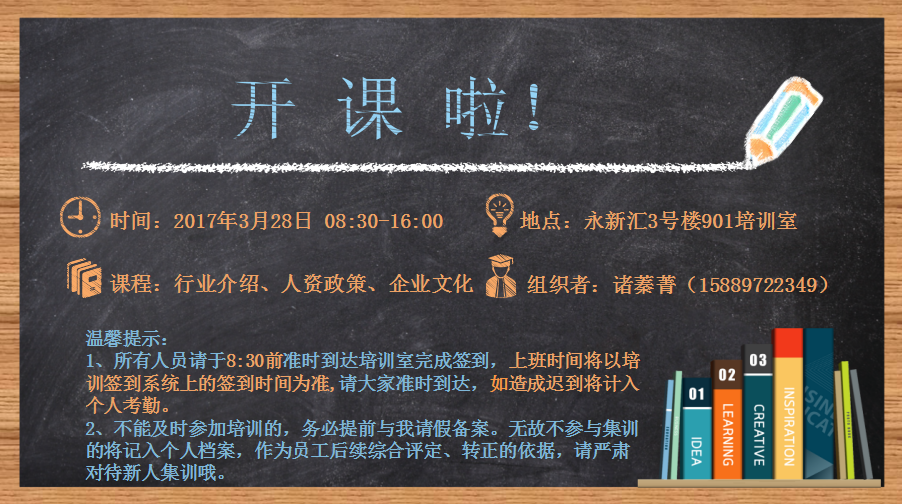 开 课 啦！
时间：2017年3月28日 08:30-16:00
地点：永新汇3号楼901培训室
课程：行业介绍、人资政策、企业文化
组织者：诸蓁菁（15889722349）
温馨提示：
1、所有人员请于8:30前准时到达培训室完成签到，上班时间将以培
训签到系统上的签到时间为准,请大家准时到达，如造成迟到将计入
个人考勤。
2、不能及时参加培训的，务必提前与我请假备案。无故不参与集训
的将记入个人档案，作为员工后续综合评定、转正的依据，请严肃
对待新人集训哦。
01
IDEA
02
LEARNING
03
CREATIVE
INSPIRATION